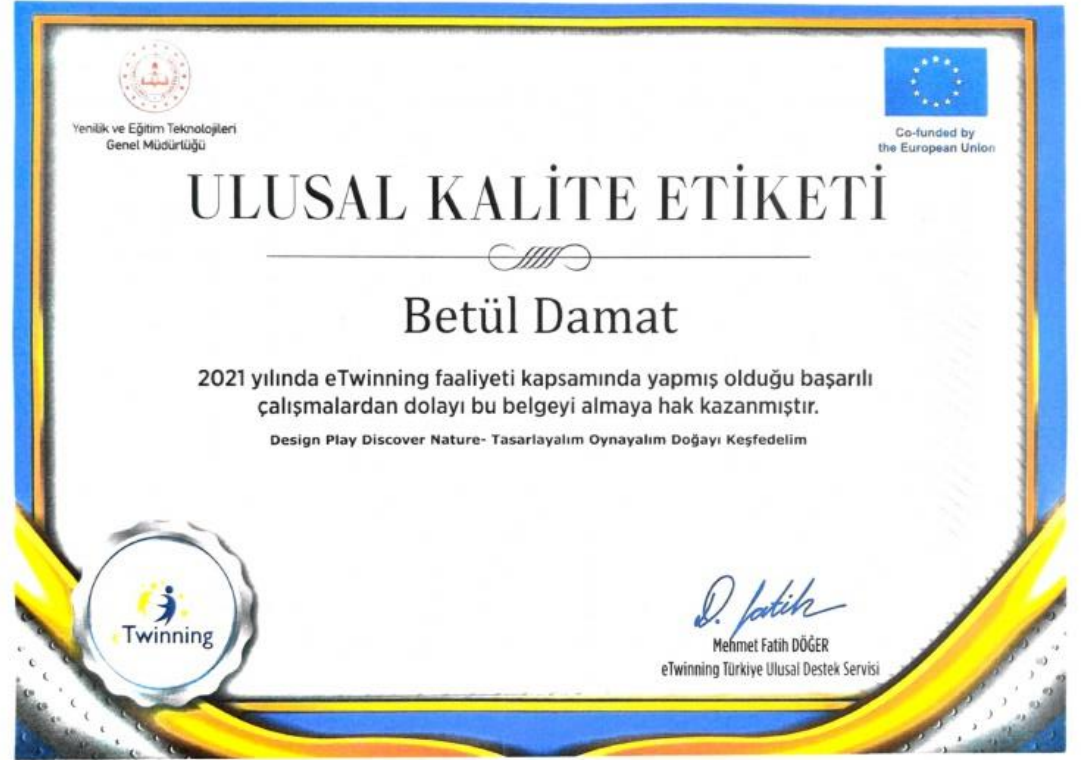 Yenilik ve Eğitim Teknolojileri
Genel Müdürlüğü
Co-funded by
the European Union
ULUSAL KALİTE ETİKETİ
Betül Damat
2021 yılında eTwinning faaliyeti kapsamında yapmış olduğu başarılı
çalışmalardan dolayı bu belgeyi almaya hak kazanmıştır.
Design Play Discover Nature- Tasarlayalım Oynayalım Doğayı Keşfedelim
eTwinning
D. fatih
Mehmet Fatih DÖĞER
eTwinning Türkiye Ulusal Destek Servisi